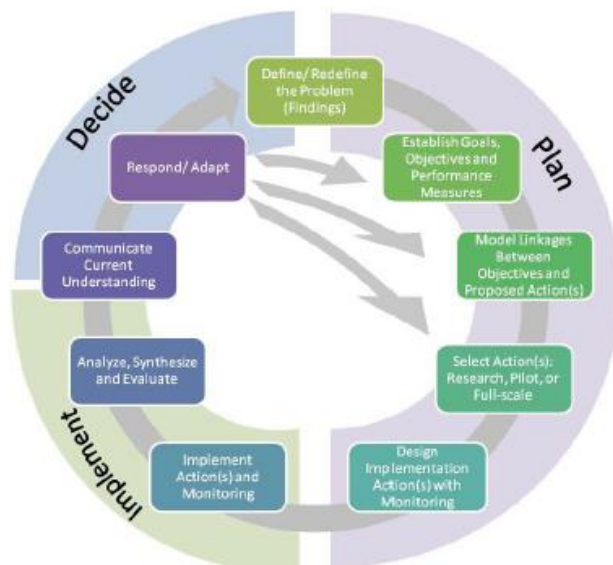 Decide
Plan
Implement
Define/ Redefine
the Problem
(Findings)
Establish Goals,
Objectives and
Performance
Measures
Model Linkages
Between
Objectives and
Proposed Action(s)
Select Action(s):
Research, Pilot, or
Full-scale
Design
Implementation
Action(s) with
Monitoring
Implement
Action(s) and
Monitoring
Analyze, Synthesize
and Evaluate
Communicate
Current
Understanding
Respond/ Adapt